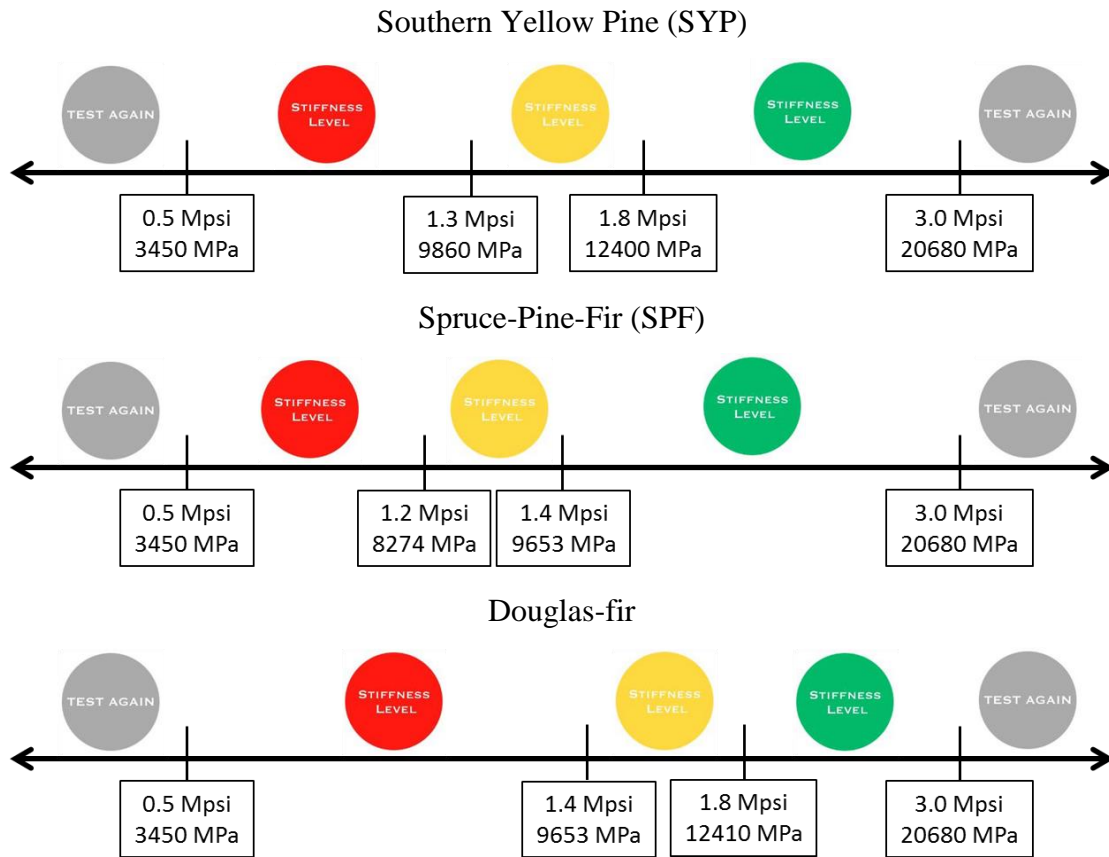 Southern Yellow Pine (SYP)
TEST AGAIN
STIFFNESS
LEVEL
STIFFNESS
LEVEL
STIFFNESS
LEVEL
TEST AGAIN
0.5 Mpsi
3450 MPa
1.3 Mpsi
9860 MPa
1.8 Mpsi
12400 MPa
3.0 Mpsi
20680 MPa
Spruce-Pine-Fir (SPF)
TEST AGAIN
STIFFNESS
LEVEL
STIFFNESS
LEVEL
STIFFNESS
LEVEL
TEST AGAIN
0.5 Mpsi
3450 MPa
1.2 Mpsi
8274 MPa
1.4 Mpsi
9653 MPa
3.0 Mpsi
20680 MPa
Douglas-fir
TEST AGAIN
STIFFNESS
LEVEL
STIFFNESS
LEVEL
STIFFNESS
LEVEL
TEST AGAIN
0.5 Mpsi
3450 MPa
1.4 Mpsi
9653 MPa
1.8 Mpsi
12410 MPa
3.0 Mpsi
20680 MPa